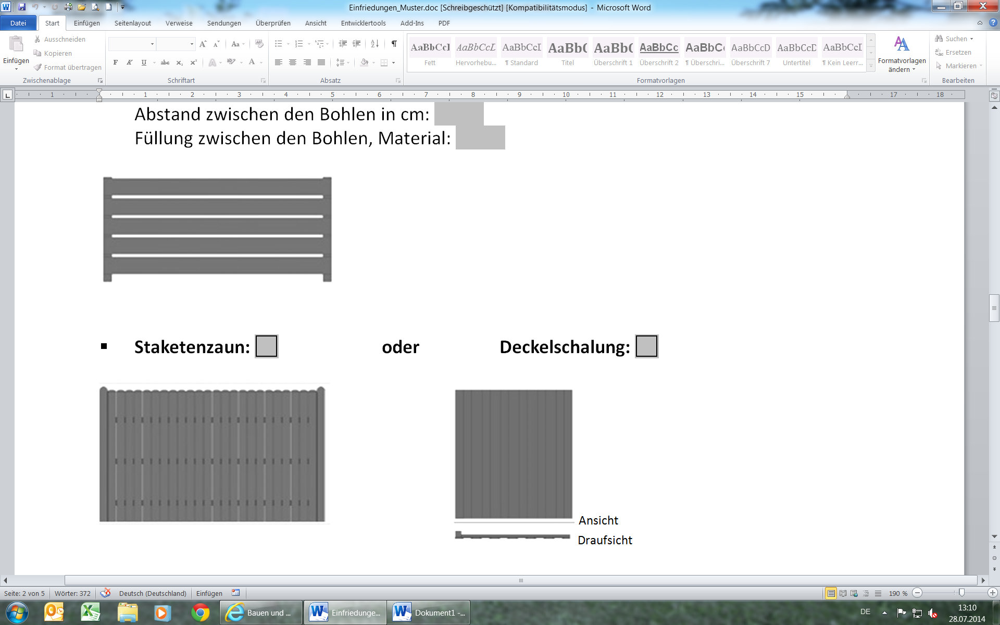 Einfriedungen_Muster.doc [Schreibgeschützt] [Kompatibilitätsmodus] - Microsoft Word
Datei Start Einfügen Seitenlayout Verweise Sendungen Überprüfen Ansicht Entwicklertools Add-Ins PDF
Einfügen
Ausschneiden
Kopieren
Format übertragen
Zwischenablage
Aa
F K U abc x₂ x² A aby A
Schriftart
Absatz
AaBbCcI AaBbCcL AaBbCcI AaBb( AaBb( AaBbCc AaBbC( AaBbCcD AaBbCcD AaBbCcI
Fett Hervorhebu... ¶ Standard Titel Überschrift 1 Überschrift 2 ¶ Überschri... Überschrift 7 Untertitel ¶ Kein Leerr...
Formatvorlagen
Formatvorlagen
ändern
Suchen
Ersetzen
Markieren
Bearbeiten
1 1 2 3 4 5 6 7 8 9 10 11 12 13 14 15 17 18
Abstand zwischen den Bohlen in cm:
Füllung zwischen den Bohlen, Material:
▪ Staketenzaun: oder Deckelschalung:
Ansicht
Draufsicht
Seite: 2 von 5 Wörter: 372 Deutsch (Deutschland) Einfügen 190 %
Bauen und ... Einfriedunge... Dokument1 -... DE 13:10
28.07.2014